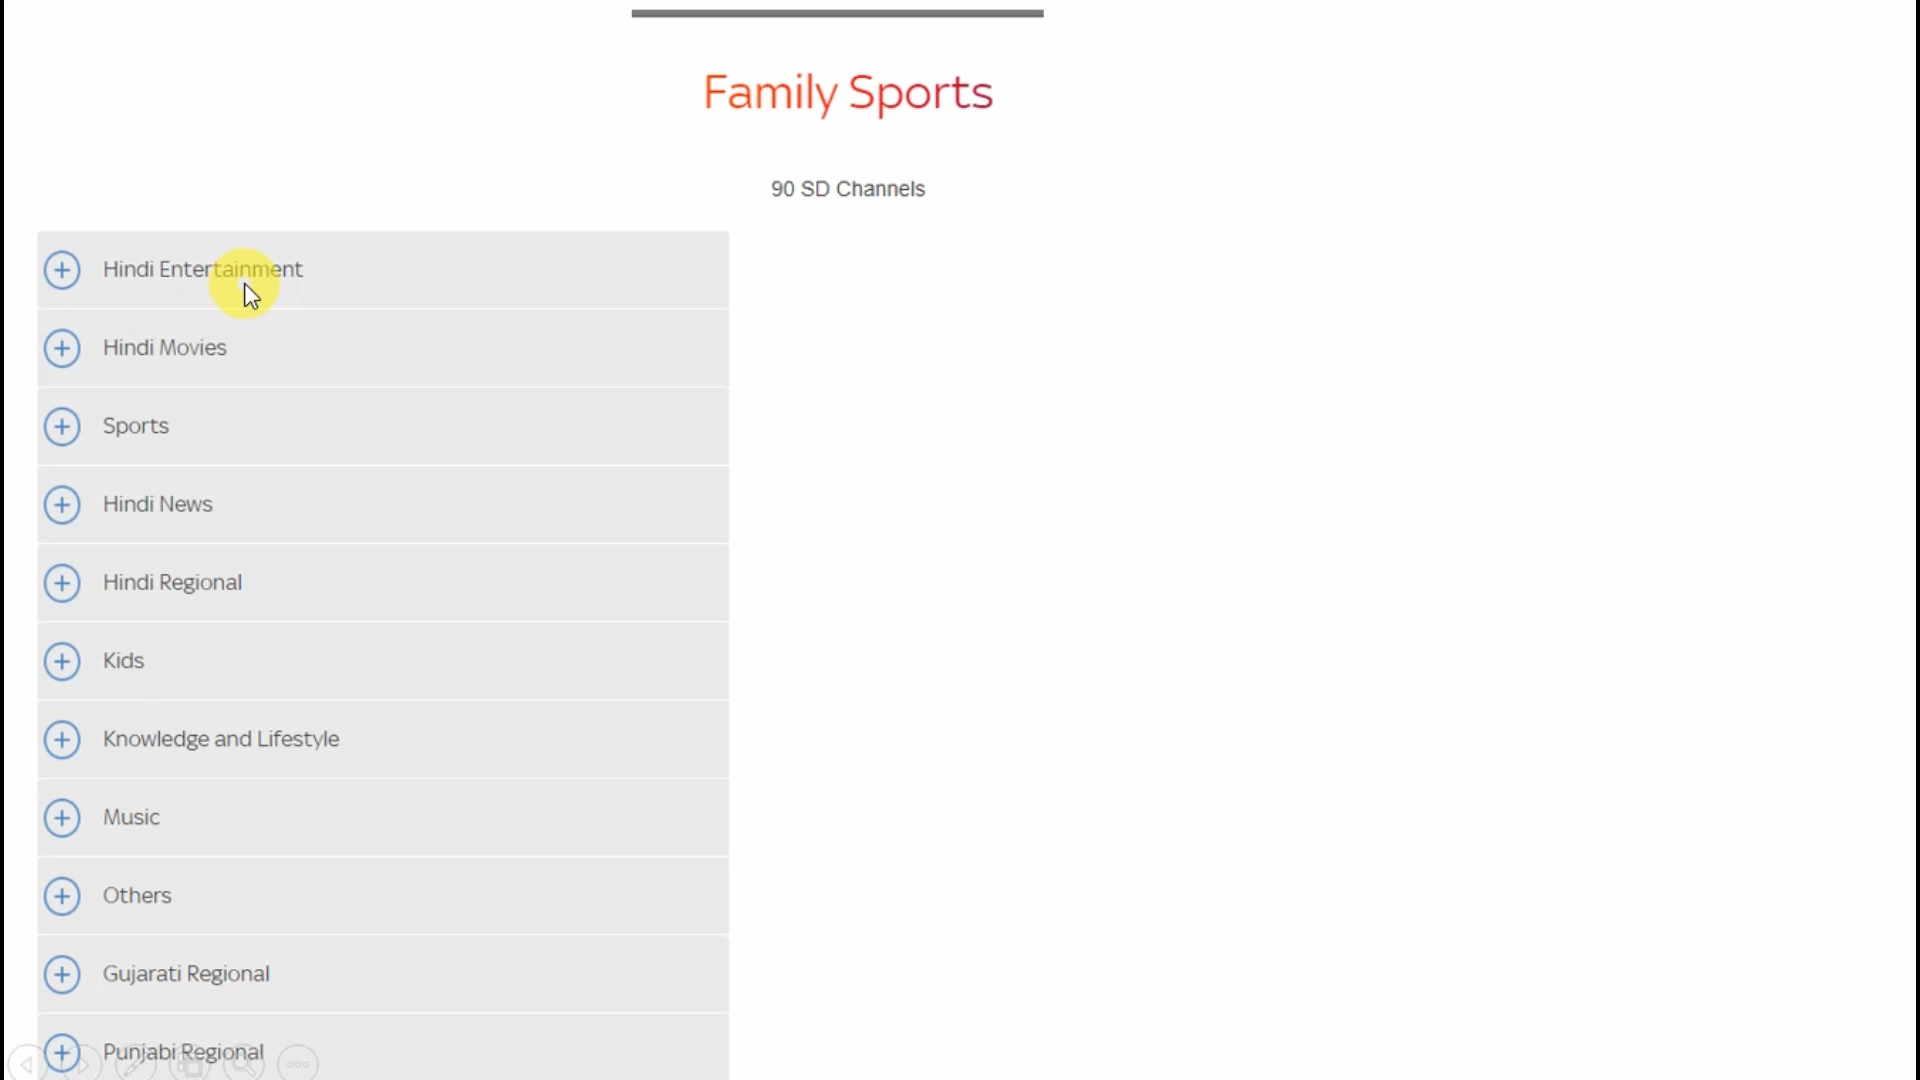 Family Sports
90 SD Channels
Hindi Entertainment
Hindi Movies
Sports
Hindi News
Hindi Regional
Kids
Knowledge and Lifestyle
Music
Others
Gujarati Regional
Punjabi Regional